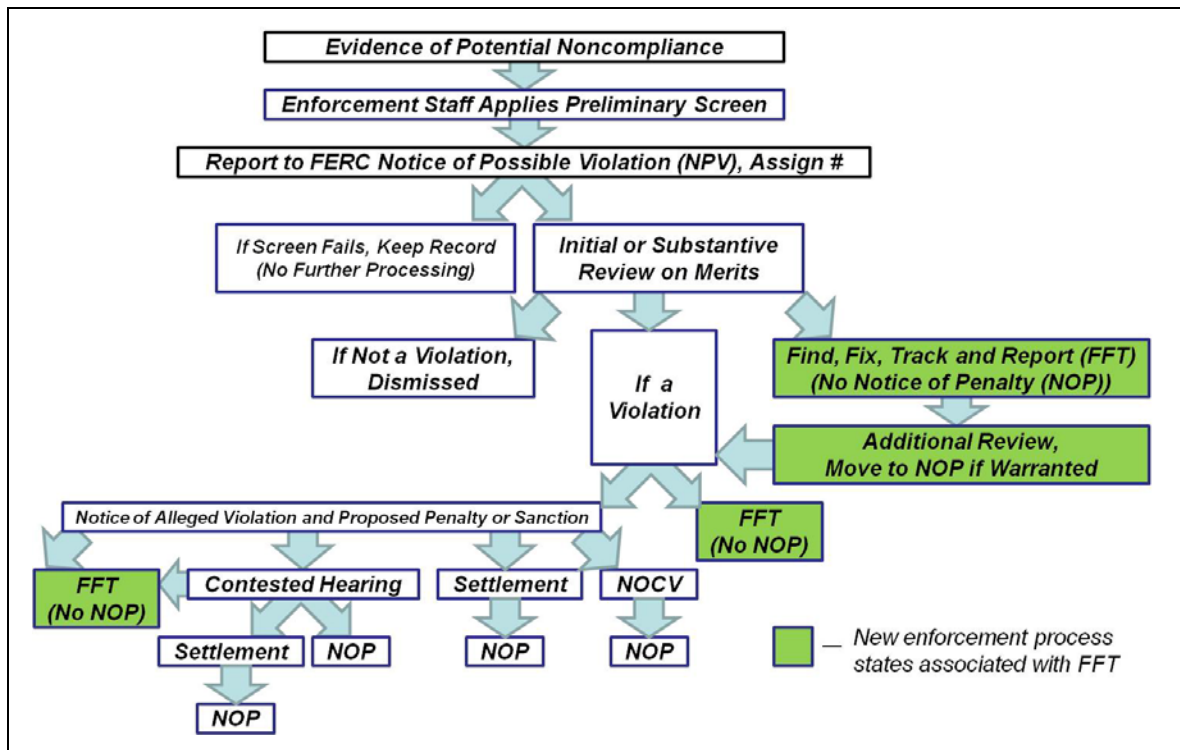 Evidence of Potential Noncompliance
Enforcement Staff Applies Preliminary Screen
Report to FERC Notice of Possible Violation (NPV), Assign #
If Screen Fails, Keep Record
(No Further Processing)
Initial or Substantive
Review on Merits
If Not a Violation,
Dismissed
If a
Violation
Find, Fix, Track and Report (FFT)
(No Notice of Penalty (NOP))
Additional Review,
Move to NOP if Warranted
Notice of Alleged Violation and Proposed Penalty or Sanction
FFT
(No NOP)
FFT
(No NOP)
Contested Hearing
Settlement
NOCV
Settlement
NOP
NOP
NOP
NOP
— New enforcement process
states associated with FFT